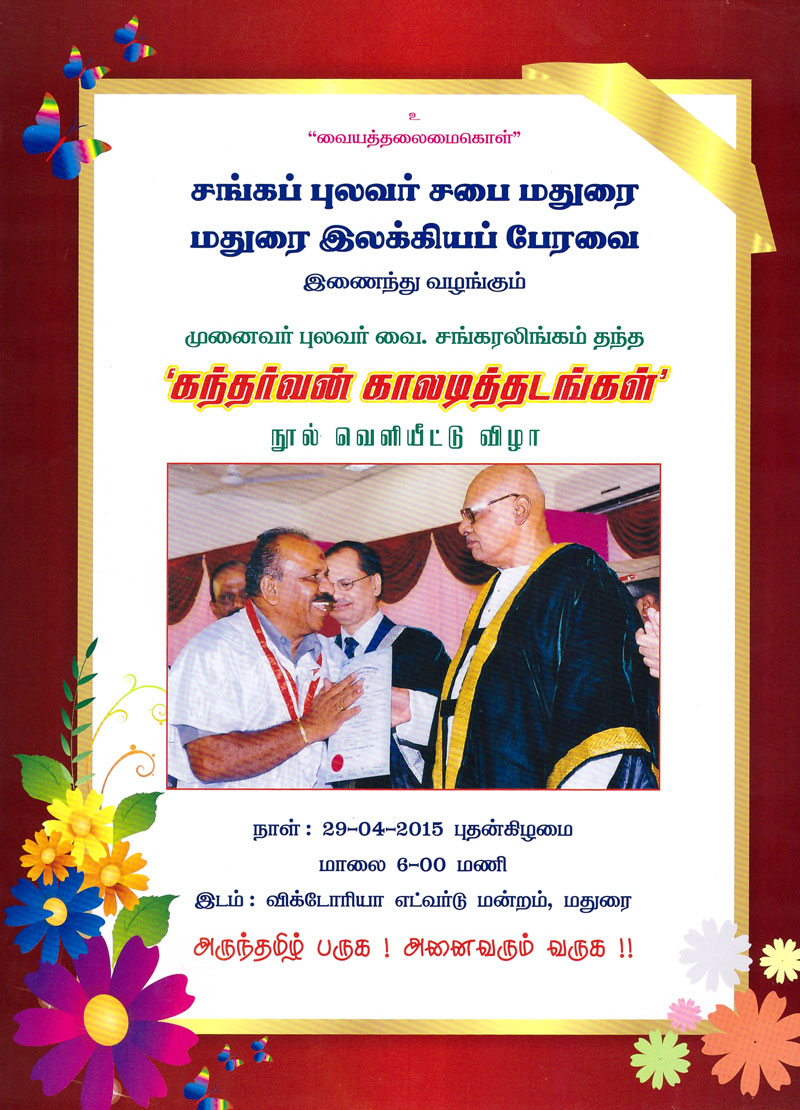 உ
“வையத்தலைமைகொள்”
சங்கப் புலவர் சபை மதுரை
மதுரை இலக்கியப் பேரவை
இணைந்து வழங்கும்
முனைவர் புலவர் வை. சங்கரலிங்கம் தந்த
‘கந்தர்வன் காலடித்தடங்கள்’
நூல் வெளியீட்டு விழா
நாள் : 29-04-2015 புதன்கிழமை
மாலை 6-00 மணி
இடம் : விக்டோரியா எட்வர்டு மன்றம், மதுரை
அருந்தமிழ் பருக ! அனைவரும் வருக !!